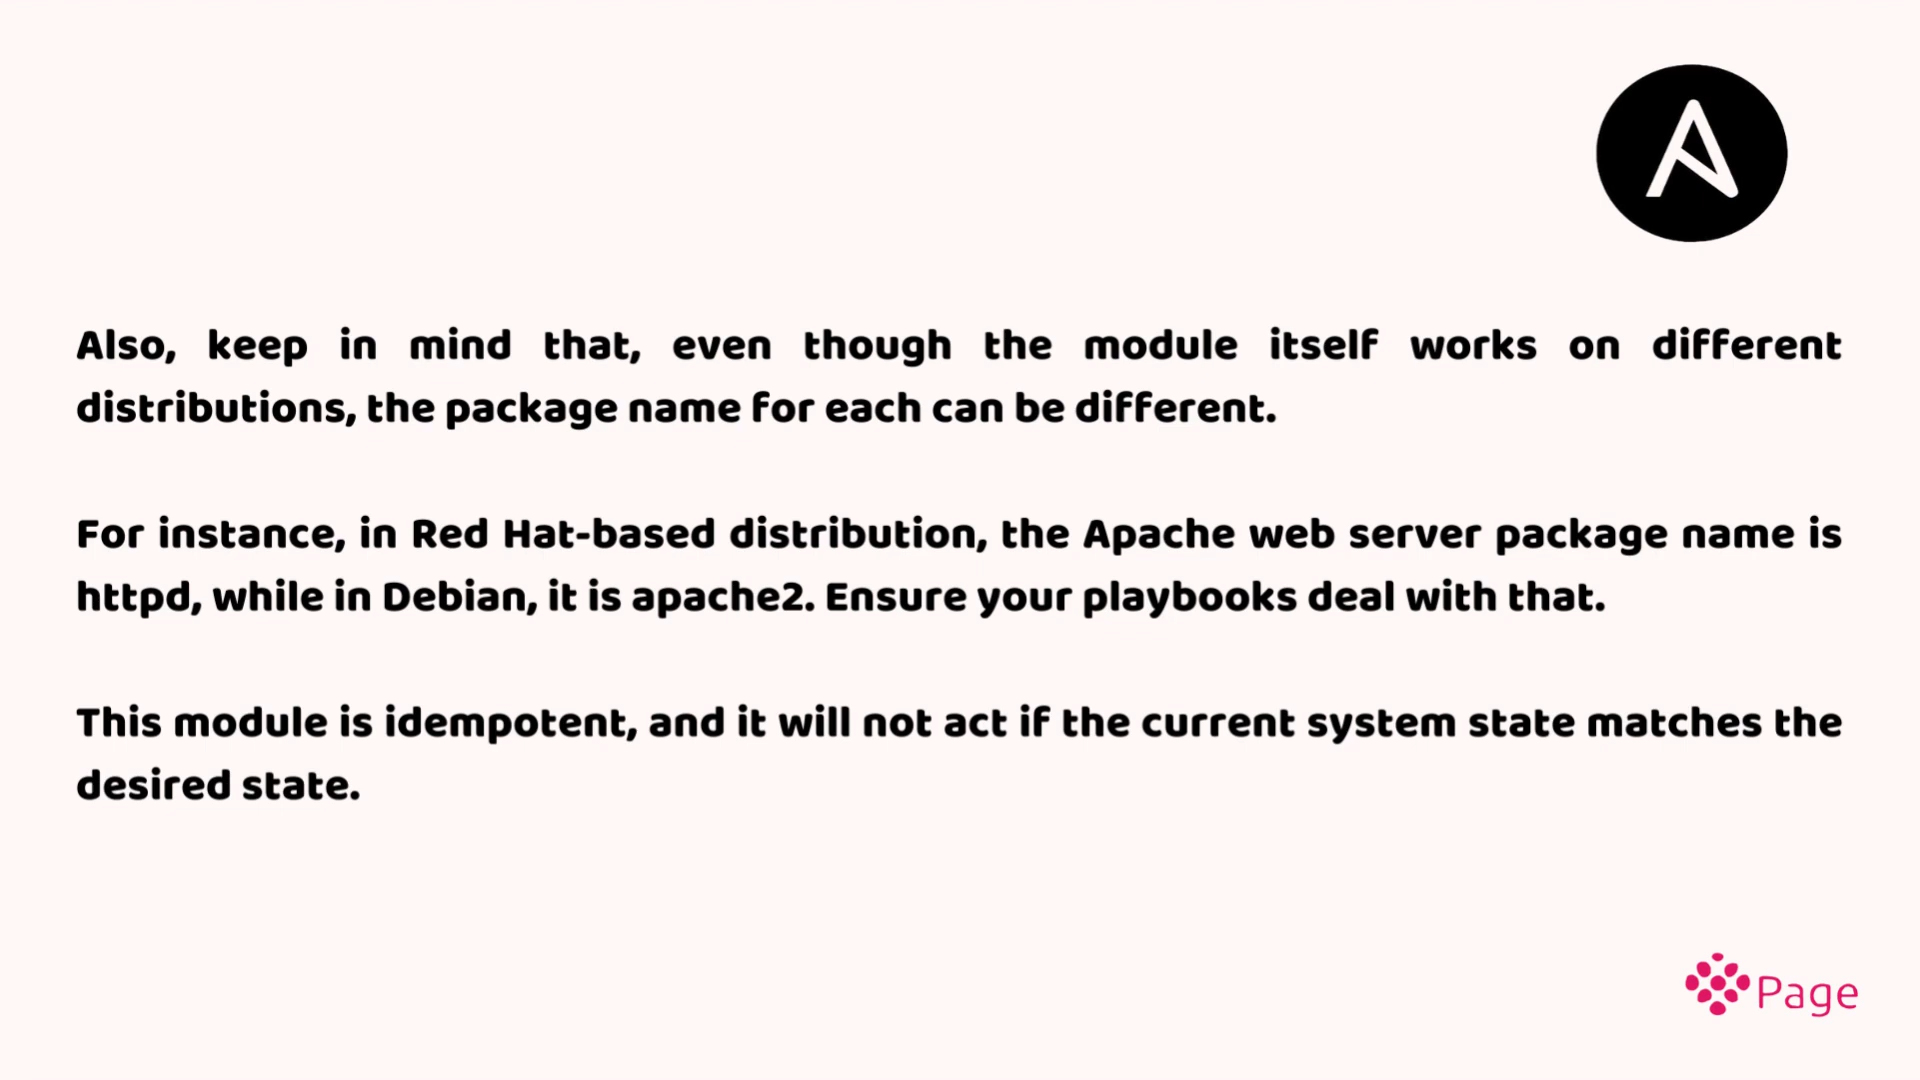 Also, keep in mind that, even though the module itself works on different
distributions, the package name for each can be different.
For instance, in Red Hat-based distribution, the Apache web server package name is
httpd, while in Debian, it is apache2. Ensure your playbooks deal with that.
This module is idempotent, and it will not act if the current system state matches the
desired state.
Page